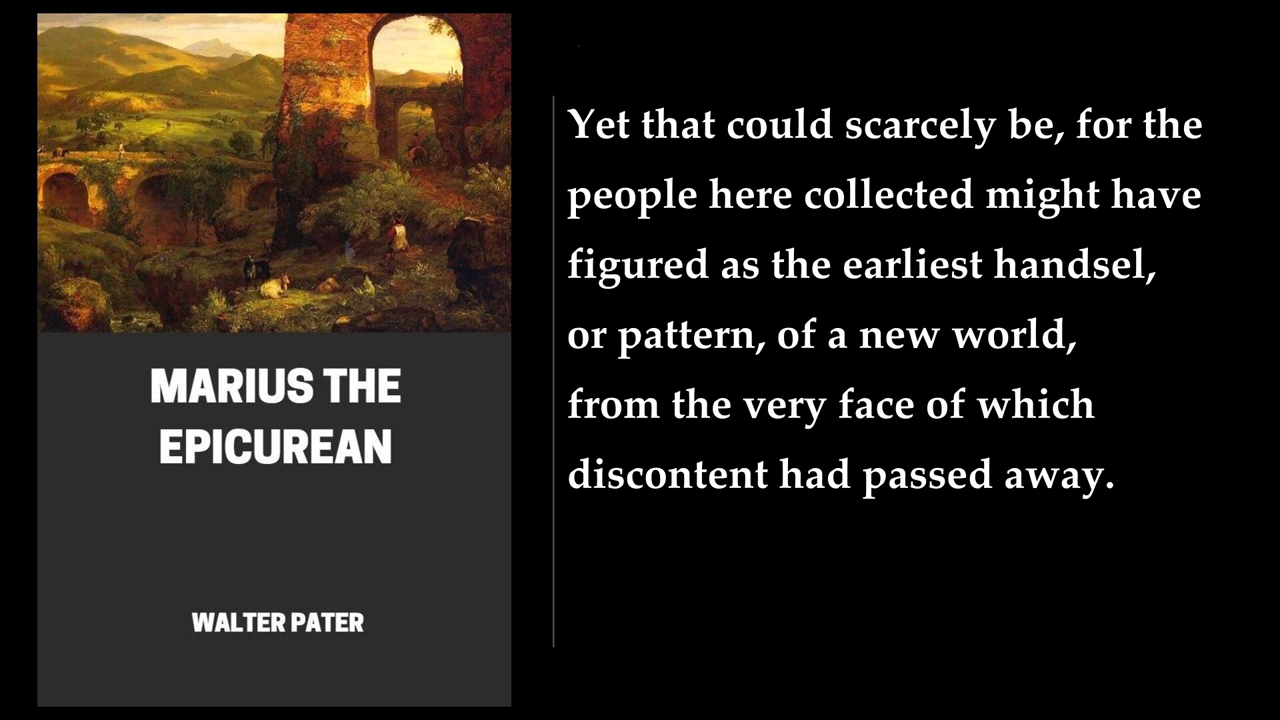 MARIUS THE
EPICUREAN
WALTER PATER
Yet that could scarcely be, for the
people here collected might have
figured as the earliest handsel,
or pattern, of a new world,
from the very face of which
discontent had passed away.